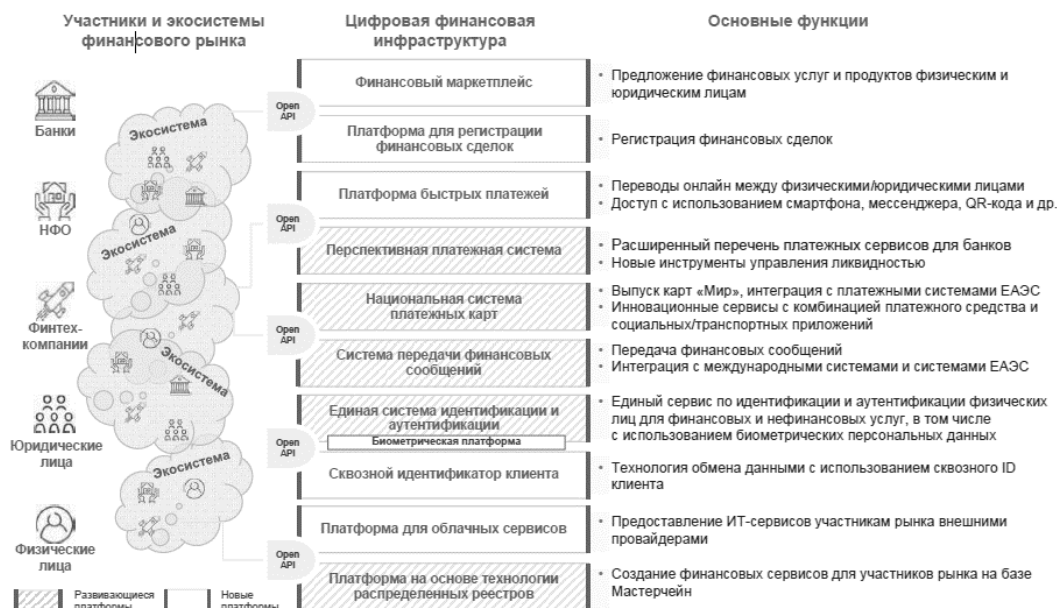 Участники и экосистемы
финансового рынка
Цифровая финансовая
инфраструктура
Основные функции
Банки
НФО
Финтех-
компании
Юридические
лица
Физические
лица
Экосистема
Экосистема
Экосистема
Экосистема
Open
API
Open
API
Open
API
Open
API
Open
API
Финансовый маркетплейс
• Предложение финансовых услуг и продуктов физическим и
юридическим лицам
Платформа для регистрации
финансовых сделок
• Регистрация финансовых сделок
Платформа быстрых платежей
• Переводы онлайн между физическими/юридическими лицами
• Доступ с использованием смартфона, мессенджера, QR-кода и др.
Перспективная платежная система
• Расширенный перечень платежных сервисов для банков
• Новые инструменты управления ликвидностью
Национальная система
платежных карт
• Выпуск карт «Мир», интеграция с платежными системами ЕАЭС
• Инновационные сервисы с комбинацией платежного средства и
социальных/транспортных приложений
Система передачи финансовых
сообщений
• Передача финансовых сообщений
• Интеграция с международными системами и системами ЕАЭС
Единая система идентификации и
аутентификации
Биометрическая платформа
• Единый сервис по идентификации и аутентификации физических
лиц для финансовых и нефинансовых услуг, в том числе
с использованием биометрических персональных данных
Сквозной идентификатор клиента
• Технология обмена данными с использованием сквозного ID
клиента
Платформа для облачных сервисов
• Предоставление ИТ-сервисов участникам рынка внешними
провайдерами
Платформа на основе технологии
распределенных реестров
• Создание финансовых сервисов для участников рынка на базе
Мастерчейн
Развивающиеся
платформы
Новые
платформы